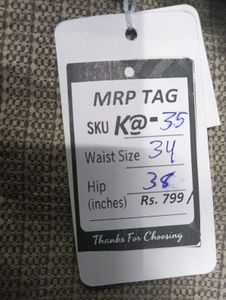 MRP TAG
SKU K@-35
Waist Size 34
Hip 38
(inches) Rs. 799/
Thanks For Choosing